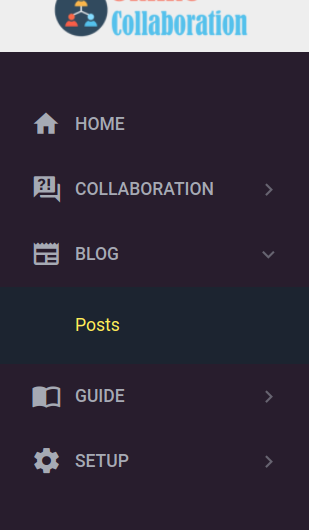 Collaboration
HOME
?!
COLLABORATION
BLOG
Posts
GUIDE
SETUP